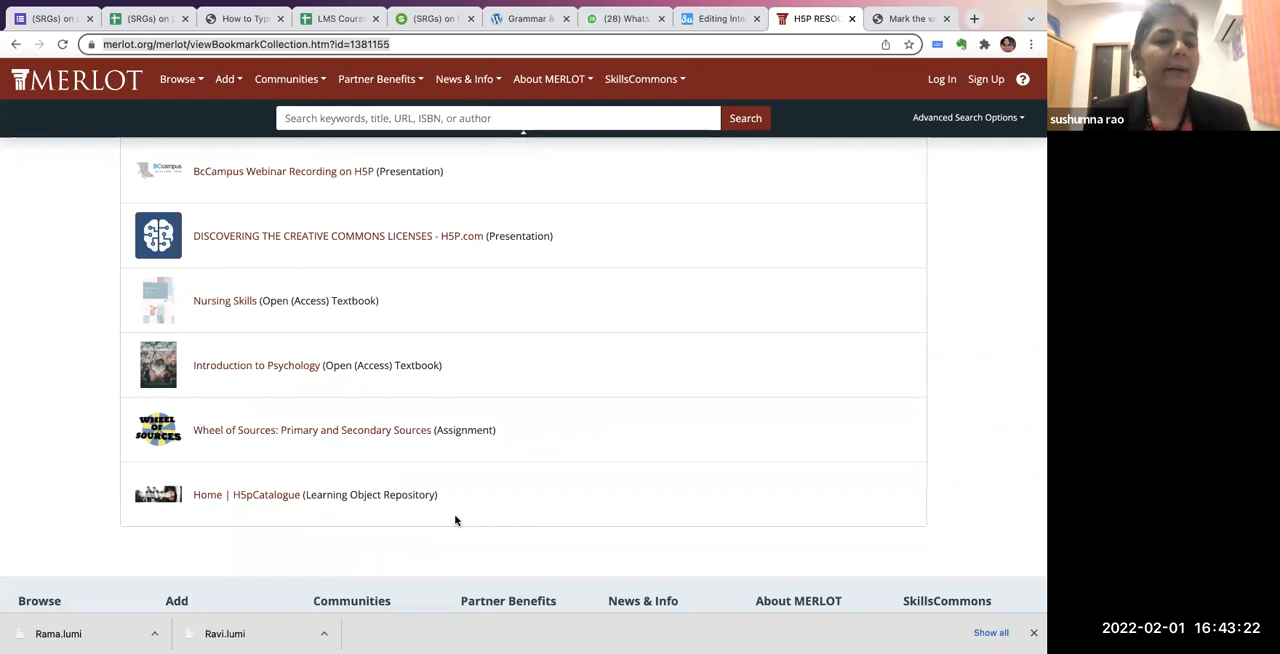 (SRGs) on L
(SRGs) on L
How to Typ
LMS Cours
(SRGs) on
Grammar &
(28) Whats
Editing Inte
H5P RESOU
Mark the w
merlot.org/merlot/viewBookmarkCollection.htm?id=1381155
MERLOT Browse Add Communities Partner Benefits News & Info About MERLOT SkillsCommons Log In Sign Up ?
Search keywords, title, URL, ISBN, or author Search Advanced Search Options
sushumna rao
BCcampus
BcCampus Webinar Recording on H5P (Presentation)
DISCOVERING THE CREATIVE COMMONS LICENSES - H5P.com (Presentation)
Nursing Skills (Open (Access) Textbook)
Introduction to Psychology (Open (Access) Textbook)
WHEEL OF SOURCES
Wheel of Sources: Primary and Secondary Sources (Assignment)
Home | H5pCatalogue (Learning Object Repository)
Browse Add Communities Partner Benefits News & Info About MERLOT SkillsCommons
Rama.lumi Ravi.lumi Show all
2022-02-01 16:43:22